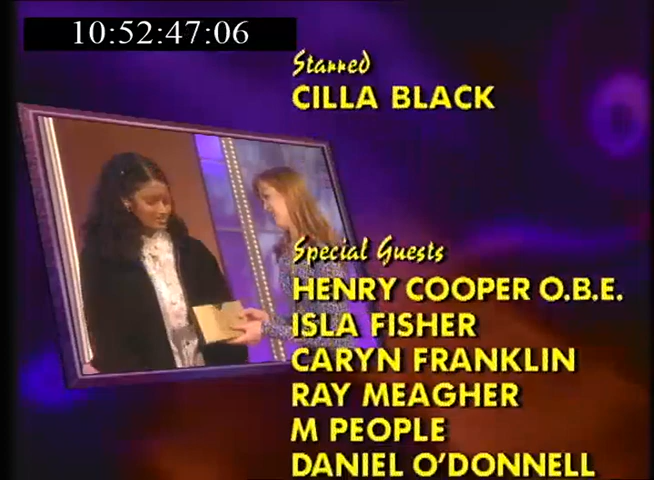 10:52:47:06
Starred
CILLA BLACK
Special Guests
HENRY COOPER O.B.E.
ISLA FISHER
CARYN FRANKLIN
RAY MEAGHER
M PEOPLE
DANIEL O'DONNELL